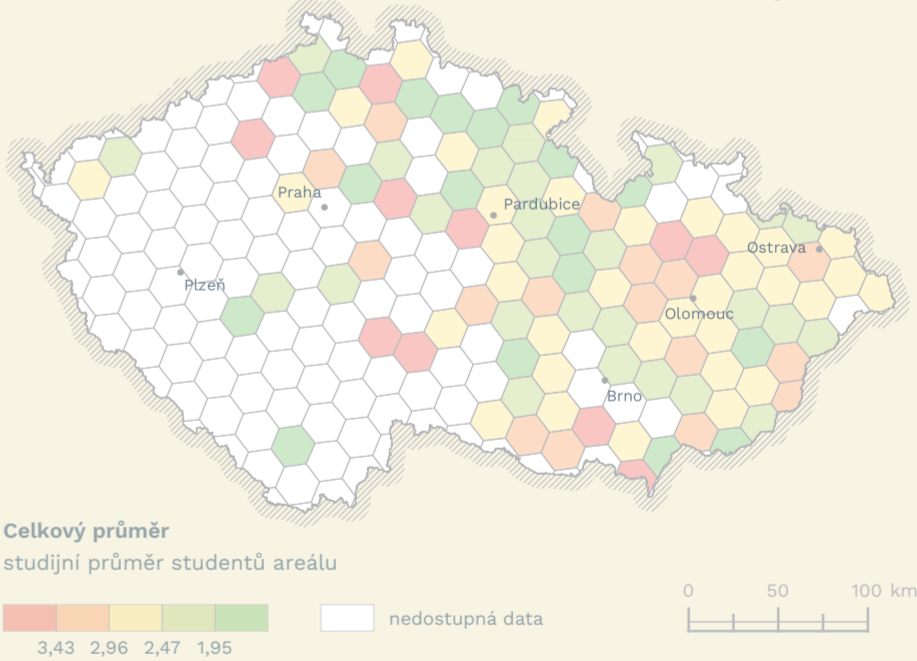 Praha
Pardubice
Ostrava
Plzeň
Olomouc
Brno
Celkový průměr
studijní průměr studentů areálu
nedostupná data
3,43 2,96 2,47 1,95
0 50 100 km